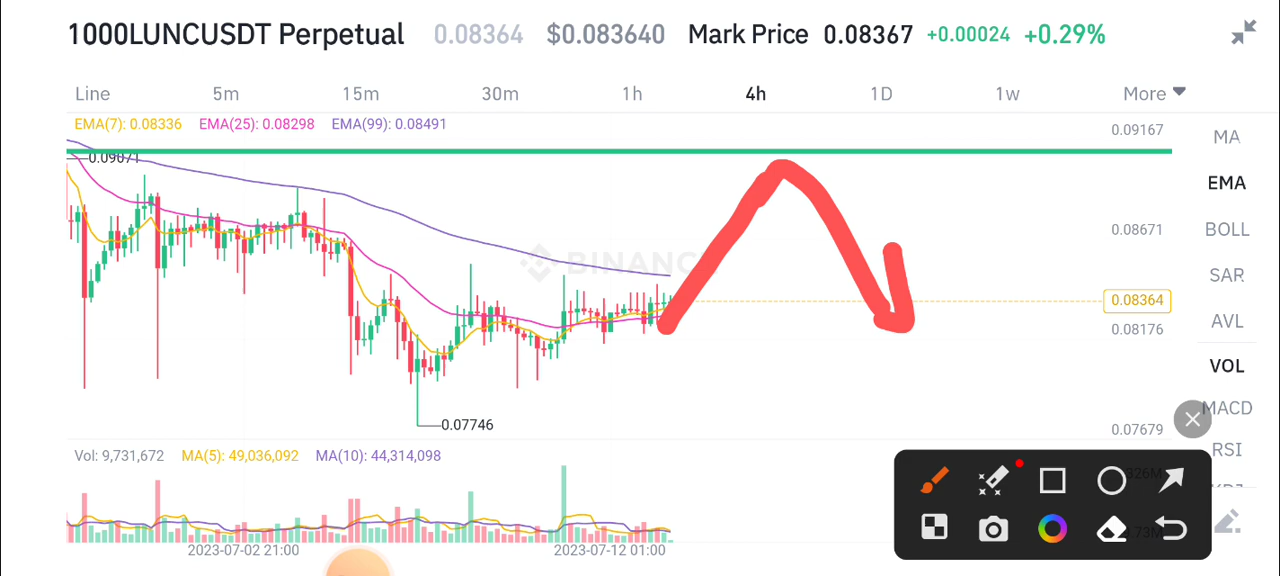 1000LUNCUSDT Perpetual 0.08364 $0.083640 Mark Price 0.08367 +0.00024 +0.29%
Line 5m 15m 30m 1h 4h 1D 1w More
EMA(7): 0.08336 EMA(25): 0.08298 EMA(99): 0.08491
0.09167
MA
0.09071
EMA
0.08671
BOLL
BINANC
SAR
0.08364
AVL
0.08176
VOL
MACD
0.07746
0.07679
RSI
Vol: 9,731,672 MA(5): 49,036,092 MA(10): 44,314,098
2023-07-02 21:00 2023-07-12 01:00